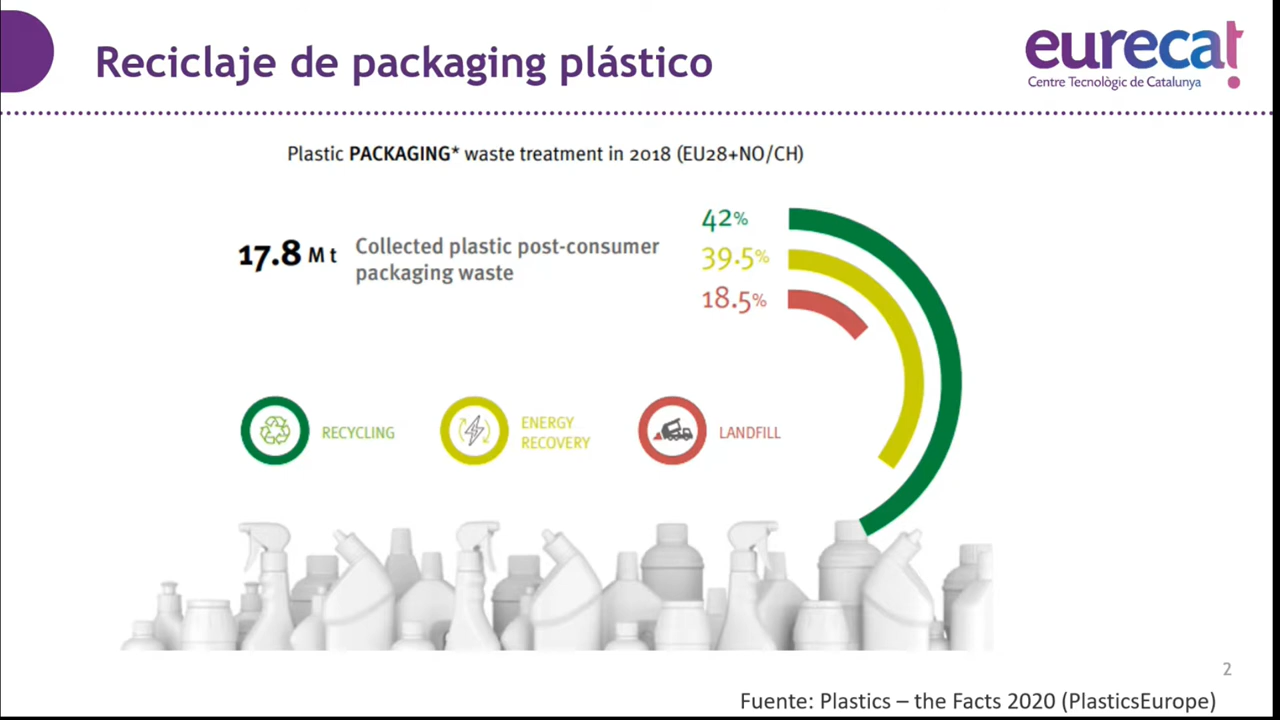 Reciclaje de packaging plástico
eurecat
Centre Tecnològic de Catalunya
Plastic PACKAGING* waste treatment in 2018 (EU28+NO/CH)
17.8 Mt
Collected plastic post-consumer
packaging waste
42%
39.5%
18.5%
RECYCLING
ENERGY
RECOVERY
LANDFILL
2
Fuente: Plastics – the Facts 2020 (PlasticsEurope)